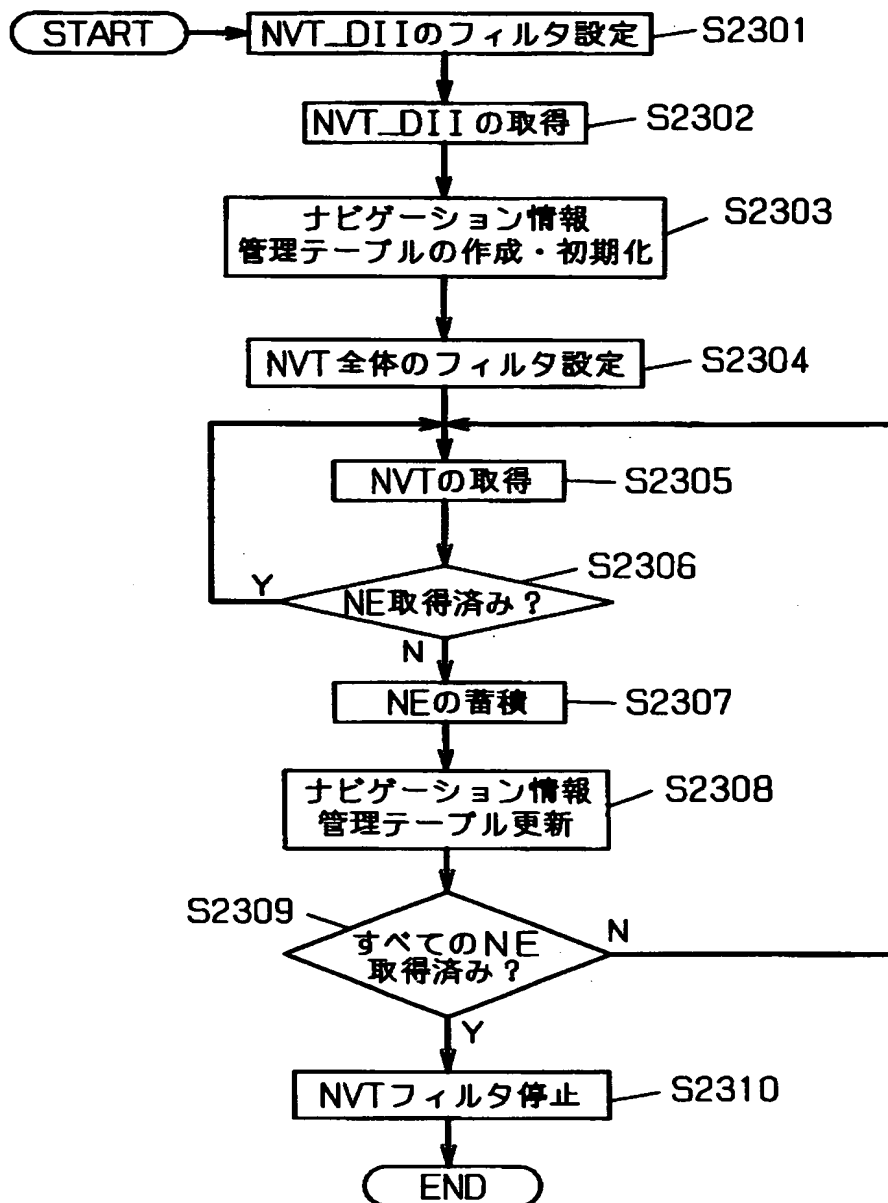 START
NVT_DIIのフィルタ設定
S2301
NVT_DIIの取得
S2302
ナビゲーション情報
管理テーブルの作成・初期化
S2303
NVT全体のフィルタ設定
S2304
NVTの取得
S2305
NE取得済み?
S2306
Y
N
NEの蓄積
S2307
ナビゲーション情報
管理テーブル更新
S2308
S2309
すべてのNE
取得済み?
N
Y
NVTフィルタ停止
S2310
END